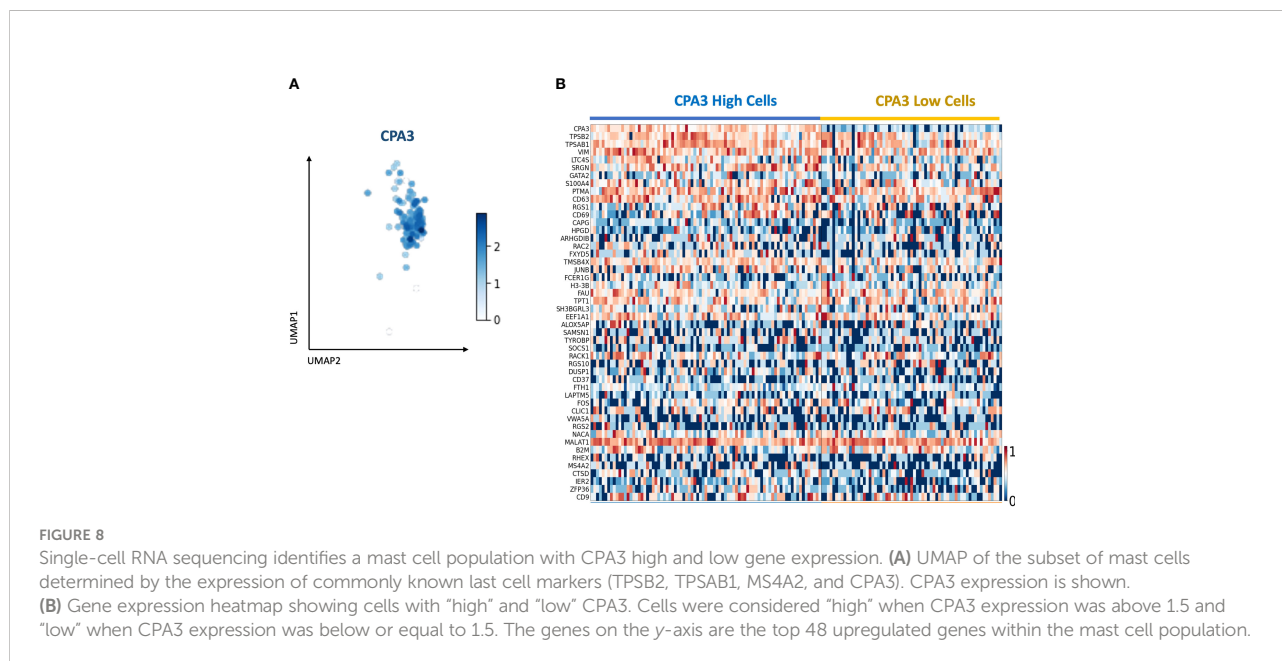 A
B
CPA3 High Cells
CPA3 Low Cells
CPA3
UMAP1
UMAP2
2
1
0
CPA3
TPSB2
TPSAB1
VIM
LTC4S
SRGN
GATA2
S100A4
PTMA
CD63
RGS1
CD69
CAPG
HPGD
ARHGDIB
RAC2
FXYD5
TMSB4X
JUNB
FCER1G
H3-3B
FAU
TPT1
SH3BGRL3
EEF1A1
ALOX5AP
SAMSN1
TYROBP
SOCS1
RACK1
RGS10
DUSP1
CD37
FTH1
LAPTM5
FOS
CLIC1
VWA5A
RGS2
NACA
MALAT1
B2M
RHEX
MS4A2
CTSD
IER2
ZFP36
CD9
1
0
FIGURE 8
Single-cell RNA sequencing identifies a mast cell population with CPA3 high and low gene expression. (A) UMAP of the subset of mast cells
determined by the expression of commonly known last cell markers (TPSB2, TPSAB1, MS4A2, and CPA3). CPA3 expression is shown.
(B) Gene expression heatmap showing cells with “high” and “low” CPA3. Cells were considered “high” when CPA3 expression was above 1.5 and
“low” when CPA3 expression was below or equal to 1.5. The genes on the y-axis are the top 48 upregulated genes within the mast cell population.